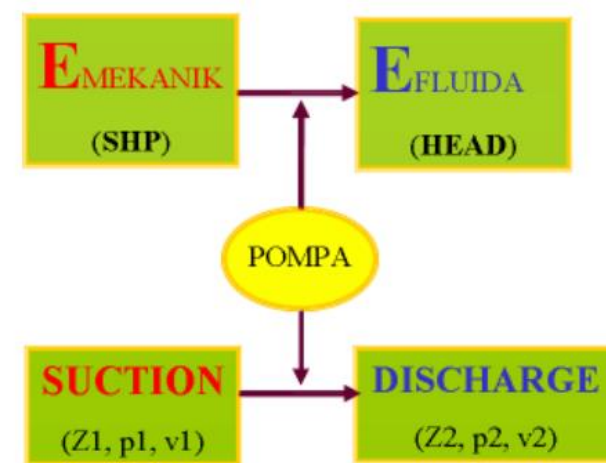 EMEKANIK
(SHP)
EFLUIDA
(HEAD)
POMPA
SUCTION
(Z1, p1, v1)
DISCHARGE
(Z2, p2, v2)